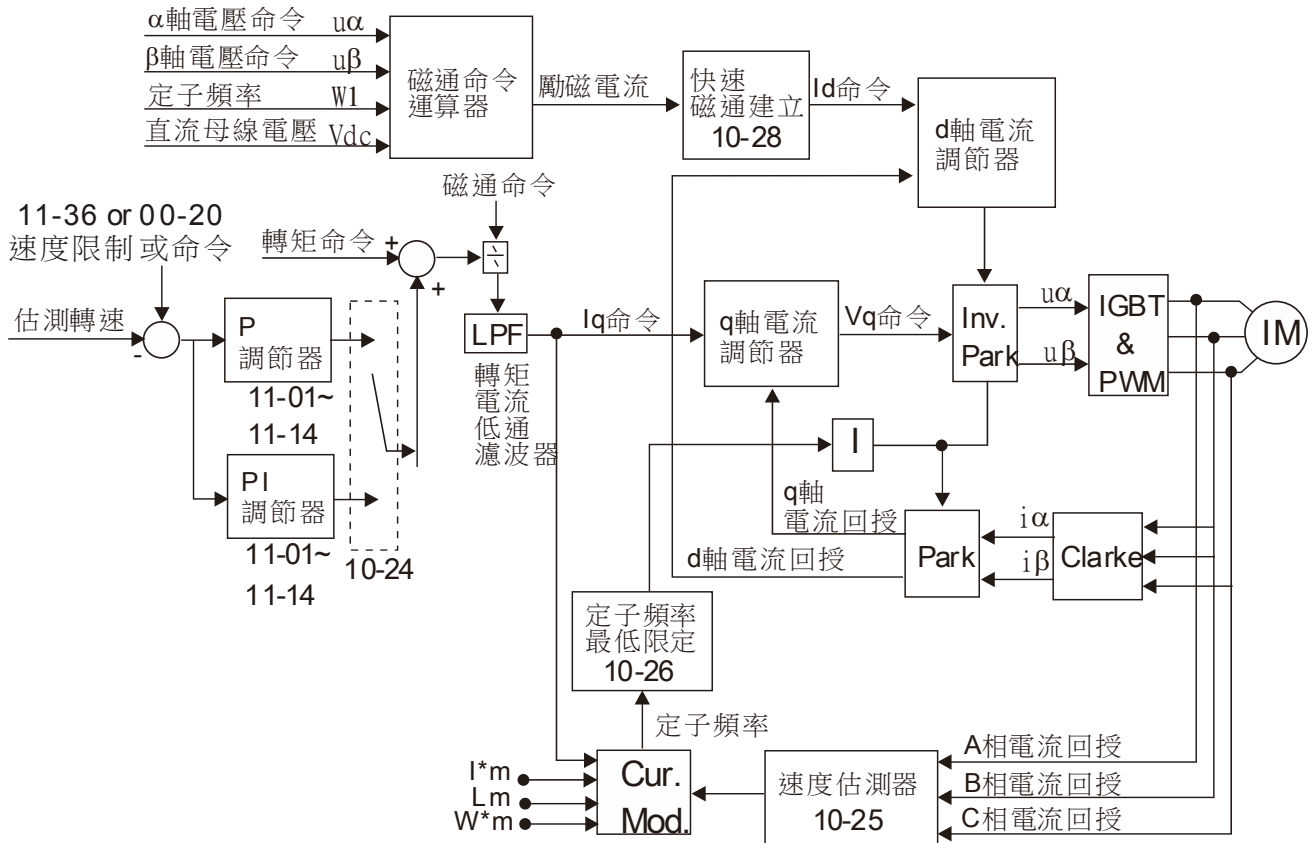 α軸電壓命令 uα
β軸電壓命令 uβ
定子頻率 W1
直流母線電壓 Vdc
磁通命令
運算器
勵磁電流
快速
磁通建立
10-28
Id命令
d軸電流
調節器
磁通命令
11-36 or 00-20
速度限制或命令
轉矩命令 +
+
÷
估測轉速
-
P
調節器
11-01~
11-14
PI
調節器
11-01~
11-14
10-24
LPF
轉矩
電流
低通
濾波器
Iq命令
q軸電流
調節器
Vq命令
Inv.
Park
uα
uβ
IGBT
&
PWM
IM
I
q軸
電流回授
d軸電流回授
Park
iα
iβ
Clarke
定子頻率
最低限定
10-26
定子頻率
I*m
Lm
W*m
Cur.
Mod.
速度估測器
10-25
A相電流回授
B相電流回授
C相電流回授